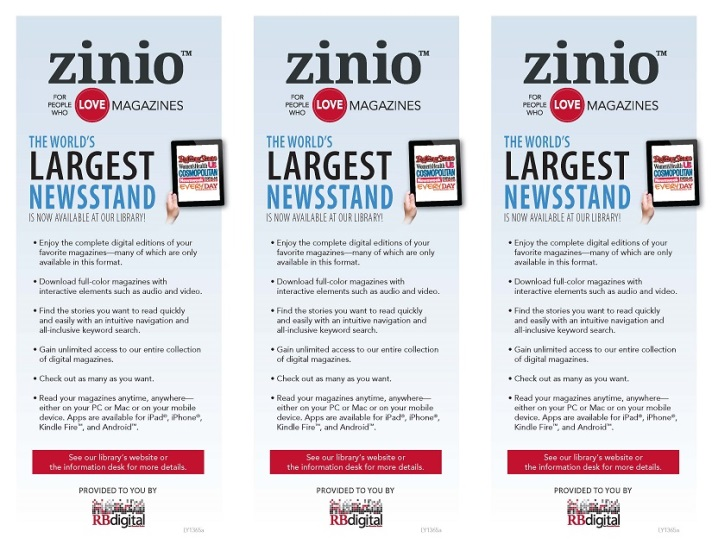 zinio™
FOR
PEOPLE
WHO
LOVE
MAGAZINES
THE WORLD'S
LARGEST
NEWSSTAND
IS NOW AVAILABLE AT OUR LIBRARY!
RollingStone
Women'sHealth US
COSMOPOLITAN
EVERYDAY
• Enjoy the complete digital editions of your
favorite magazines—many of which are only
available in this format.
• Download full-color magazines with
interactive elements such as audio and video.
• Find the stories you want to read quickly
and easily with an intuitive navigation and
all-inclusive keyword search.
• Gain unlimited access to our entire collection
of digital magazines.
• Check out as many as you want.
• Read your magazines anytime, anywhere—
either on your PC or Mac or on your mobile
device. Apps are available for iPad®, iPhone®,
Kindle Fire™, and Android™.
See our library's website or
the information desk for more details.
PROVIDED TO YOU BY
RBdigital
zinio™
FOR
PEOPLE
WHO
LOVE
MAGAZINES
THE WORLD'S
LARGEST
NEWSSTAND
IS NOW AVAILABLE AT OUR LIBRARY!
RollingStone
Women'sHealth US
COSMOPOLITAN
EVERYDAY
• Enjoy the complete digital editions of your
favorite magazines—many of which are only
available in this format.
• Download full-color magazines with
interactive elements such as audio and video.
• Find the stories you want to read quickly
and easily with an intuitive navigation and
all-inclusive keyword search.
• Gain unlimited access to our entire collection
of digital magazines.
• Check out as many as you want.
• Read your magazines anytime, anywhere—
either on your PC or Mac or on your mobile
device. Apps are available for iPad®, iPhone®,
Kindle Fire™, and Android™.
See our library's website or
the information desk for more details.
PROVIDED TO YOU BY
RBdigital
zinio™
FOR
PEOPLE
WHO
LOVE
MAGAZINES
THE WORLD'S
LARGEST
NEWSSTAND
IS NOW AVAILABLE AT OUR LIBRARY!
RollingStone
Women'sHealth US
COSMOPOLITAN
EVERYDAY
• Enjoy the complete digital editions of your
favorite magazines—many of which are only
available in this format.
• Download full-color magazines with
interactive elements such as audio and video.
• Find the stories you want to read quickly
and easily with an intuitive navigation and
all-inclusive keyword search.
• Gain unlimited access to our entire collection
of digital magazines.
• Check out as many as you want.
• Read your magazines anytime, anywhere—
either on your PC or Mac or on your mobile
device. Apps are available for iPad®, iPhone®,
Kindle Fire™, and Android™.
See our library's website or
the information desk for more details.
PROVIDED TO YOU BY
RBdigital